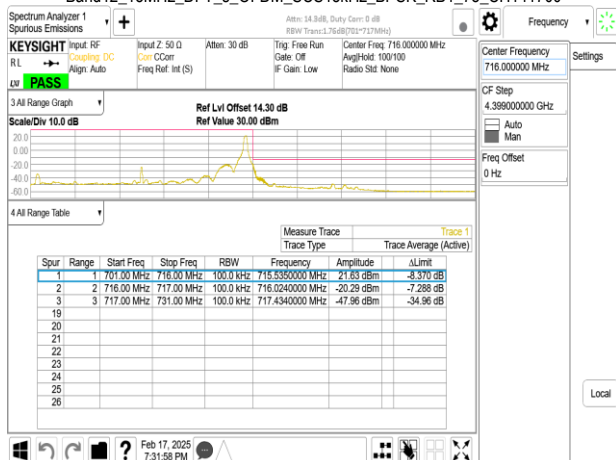 Spectrum Analyzer 1
Spurious Emissions
+
Attn: 14.3dB, Duty Corr: 0 dB
RBW Trans:1.76dB(701~717MHz)
Frequency
KEYSIGHT
Input: RF
Input Z: 50 Ω
Atten: 30 dB
Trig: Free Run
Center Freq: 716.000000 MHz
RL
Coupling: DC
Corr CCorr
Gate: Off
Avg|Hold: 100/100
Align: Auto
Freq Ref: Int (S)
IF Gain: Low
Radio Std: None
LXI
PASS
Center Frequency
716.000000 MHz
Settings
CF Step
4.399000000 GHz
Auto
Man
Freq Offset
0 Hz
3 All Range Graph
Ref Lvl Offset 14.30 dB
Scale/Div 10.0 dB
Ref Value 30.00 dBm
20.0
0.00
-20.0
-40.0
-60.0
4 All Range Table
Measure Trace Trace 1
Trace Type Trace Average (Active)
Spur Range Start Freq Stop Freq RBW Frequency Amplitude ΔLimit
1 1 701.00 MHz 716.00 MHz 100.0 kHz 715.5350000 MHz 21.63 dBm -8.370 dB
2 2 716.00 MHz 717.00 MHz 100.0 kHz 716.0240000 MHz -20.29 dBm -7.288 dB
3 3 717.00 MHz 731.00 MHz 100.0 kHz 717.4340000 MHz -47.96 dBm -34.96 dB
19
20
21
22
23
24
25
26
Local
?
Feb 17, 2025
7:31:58 PM